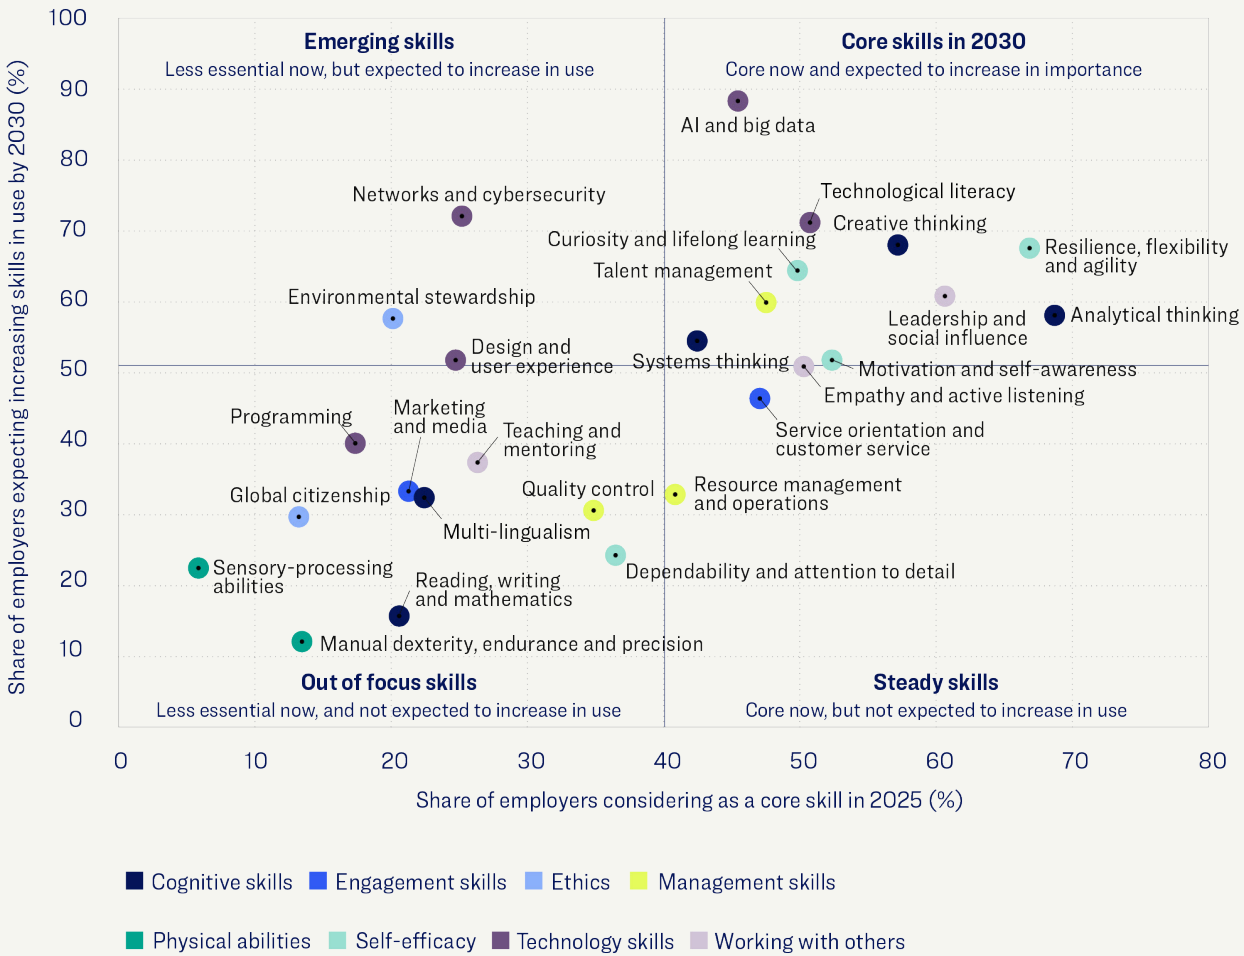 100
90
80
70
60
50
40
30
20
10
0
Share of employers expecting increasing skills in use by 2030 (%)
Emerging skills
Less essential now, but expected to increase in use
Core skills in 2030
Core now and expected to increase in importance
AI and big data
Networks and cybersecurity
Technological literacy
Creative thinking
Curiosity and lifelong learning
Resilience, flexibility
and agility
Talent management
Environmental stewardship
Leadership and
social influence
Analytical thinking
Design and
user experience
Systems thinking
Motivation and self-awareness
Empathy and active listening
Programming
Marketing
and media
Teaching and
mentoring
Service orientation and
customer service
Global citizenship
Quality control
Resource management
and operations
Multi-lingualism
Sensory-processing
abilities
Reading, writing
and mathematics
Dependability and attention to detail
Manual dexterity, endurance and precision
Out of focus skills
Less essential now, and not expected to increase in use
Steady skills
Core now, but not expected to increase in use
0 10 20 30 40 50 60 70 80
Share of employers considering as a core skill in 2025 (%)
Cognitive skills Engagement skills Ethics Management skills
Physical abilities Self-efficacy Technology skills Working with others